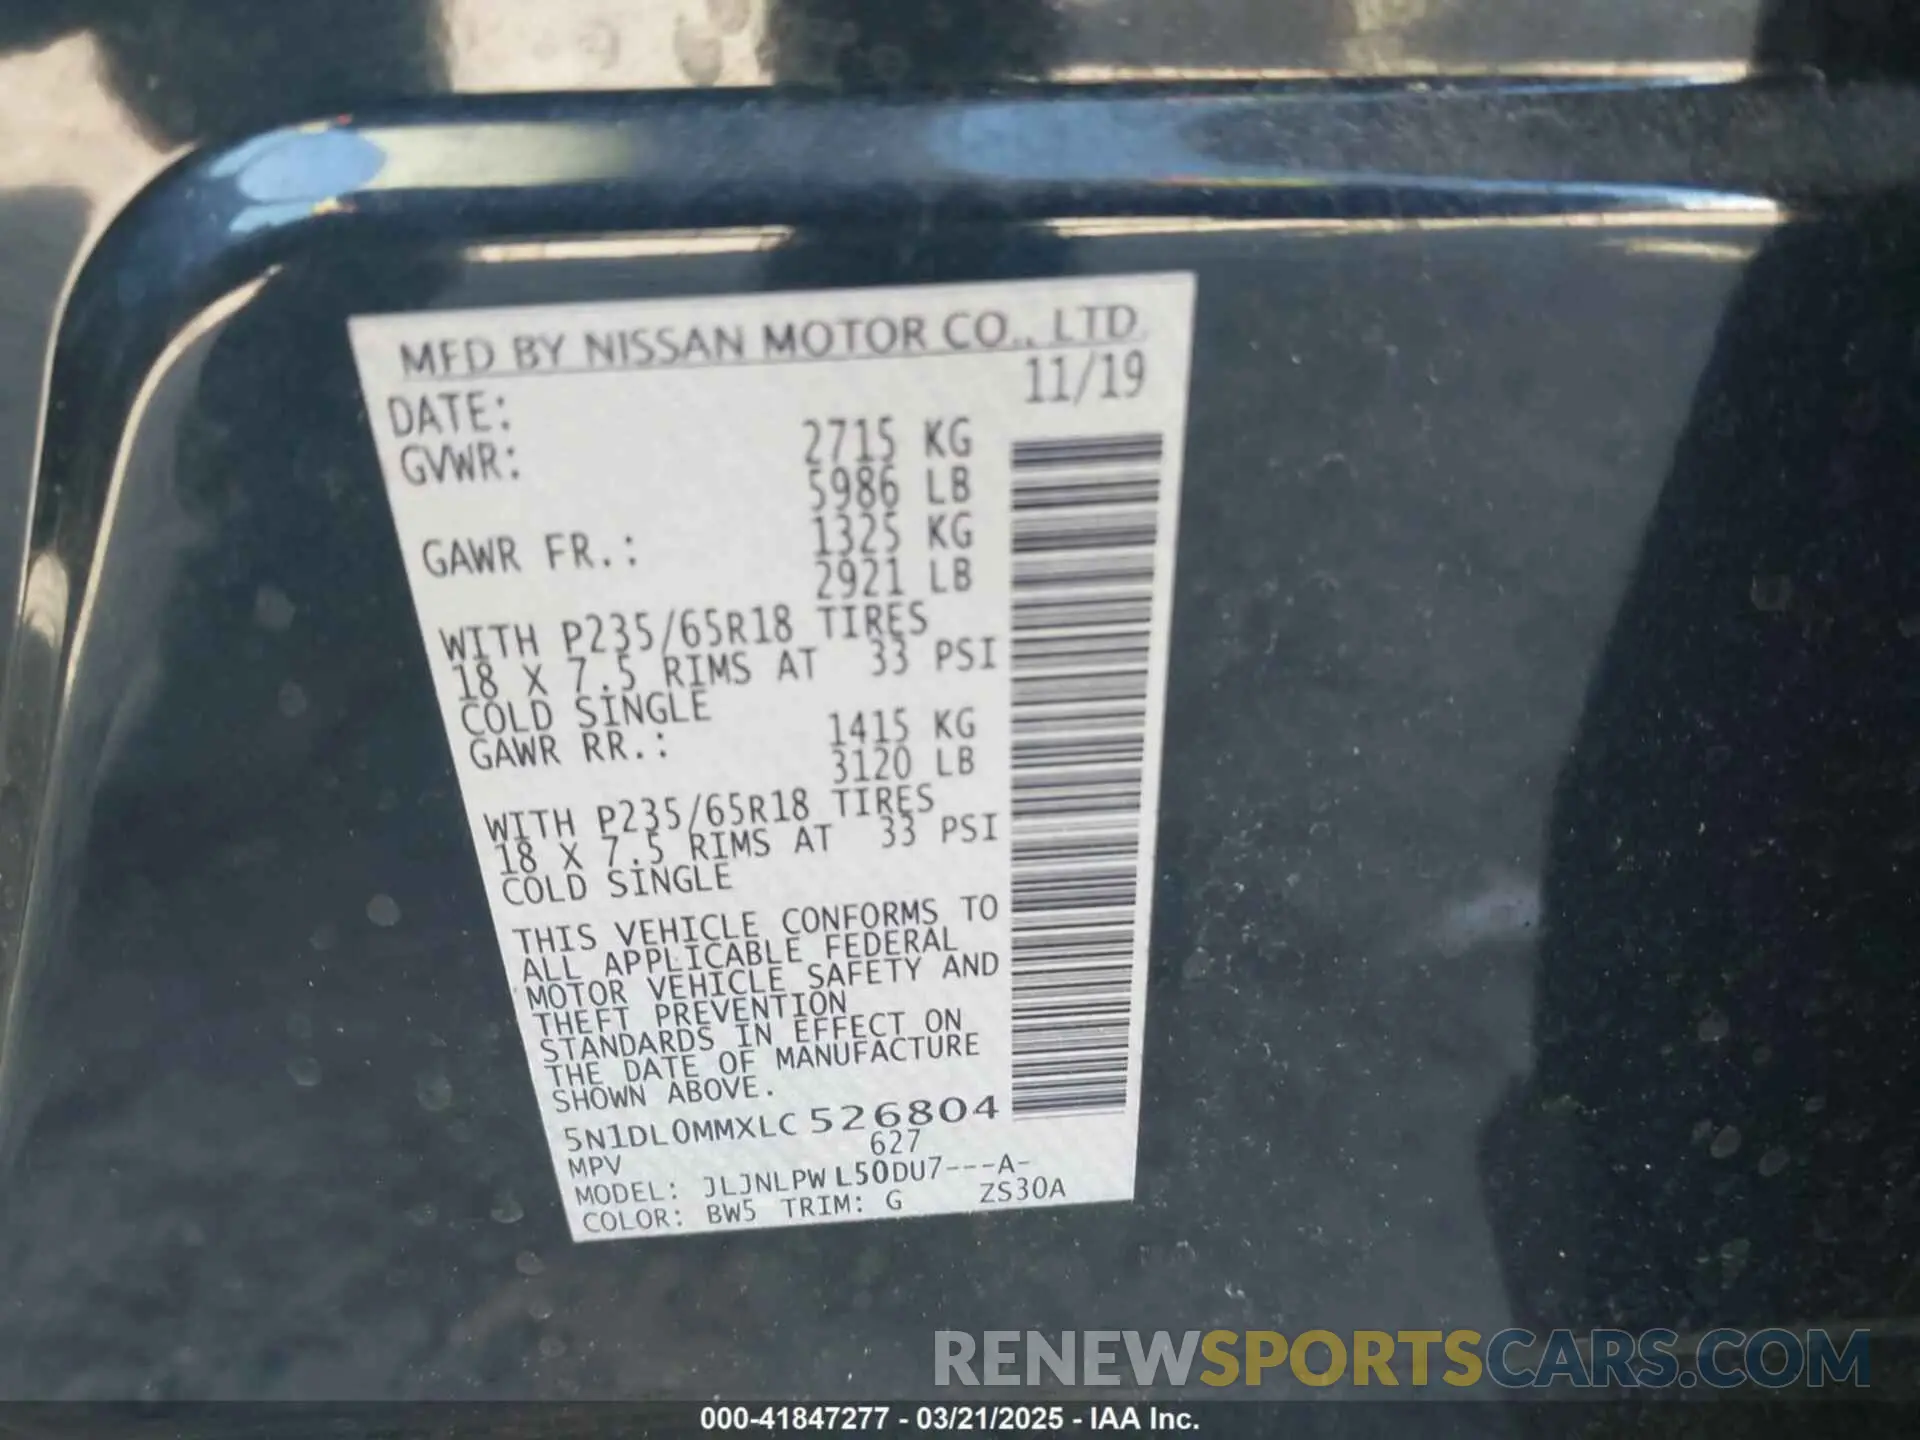 MFD BY NISSAN MOTOR CO., LTD.
DATE: 11/19
GVWR: 2715 KG
5986 LB
GAWR FR.: 1325 KG
2921 LB
WITH P235/65R18 TIRES
18 X 7.5 RIMS AT 33 PSI
COLD SINGLE
GAWR RR.: 1415 KG
3120 LB
WITH P235/65R18 TIRES
18 X 7.5 RIMS AT 33 PSI
COLD SINGLE
THIS VEHICLE CONFORMS TO
ALL APPLICABLE FEDERAL
MOTOR VEHICLE SAFETY AND
THEFT PREVENTION
STANDARDS IN EFFECT ON
THE DATE OF MANUFACTURE
SHOWN ABOVE.
5N1DL0MMXLC526804
MPV 627
MODEL: JLJNLPW L50DU7---A-
COLOR: BW5 TRIM: G ZS30A
RENEWSPORTSCARS.COM
000-41847277 - 03/21/2025 - IAA Inc.